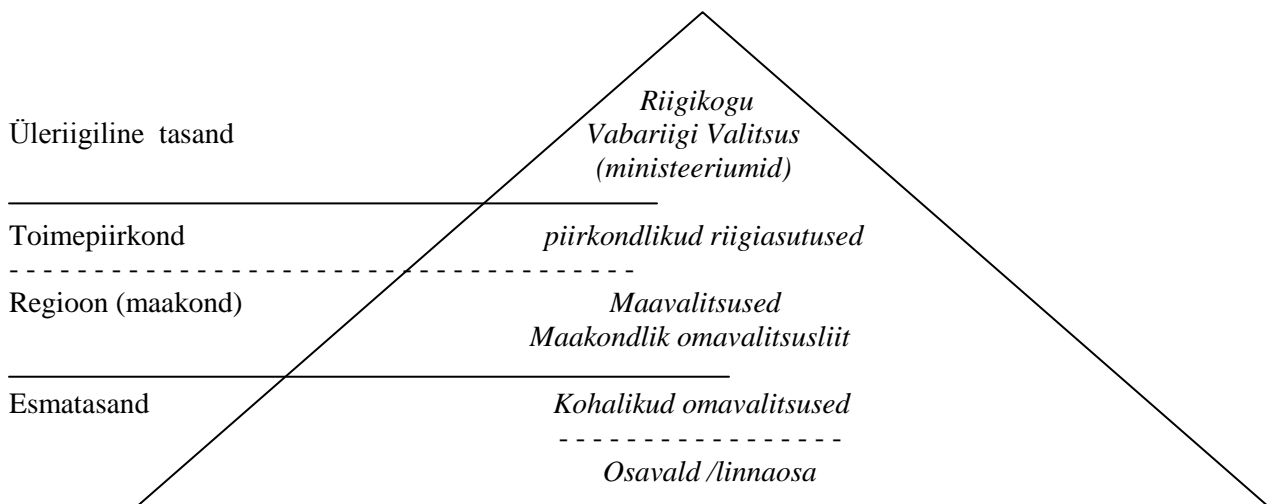 Riigikogu
Üleriigiline tasand Vabariigi Valitsus
(ministeeriumid)
Toimepiirkond piirkondlikud riigiasutused
Regioon (maakond) Maavalitsused
Maakondlik omavalitsusliit
Esmatasand Kohalikud omavalitsused
Osavald /linnaosa